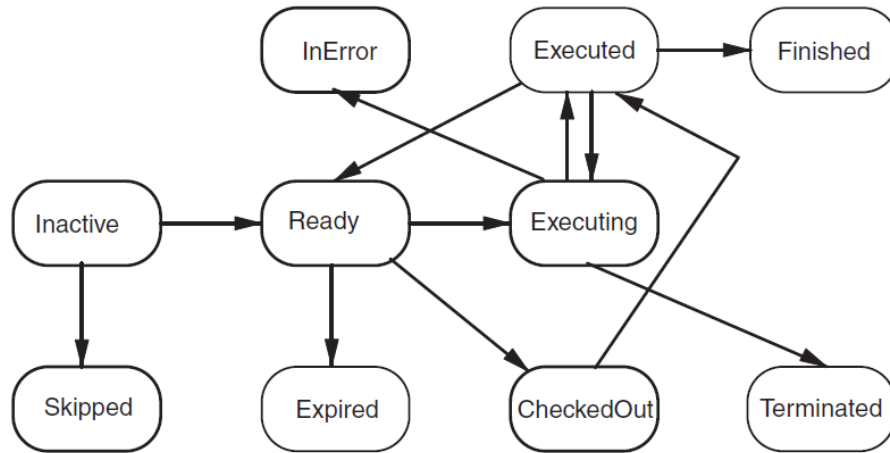 InError
Executed
Finished
Inactive
Ready
Executing
Skipped
Expired
CheckedOut
Terminated